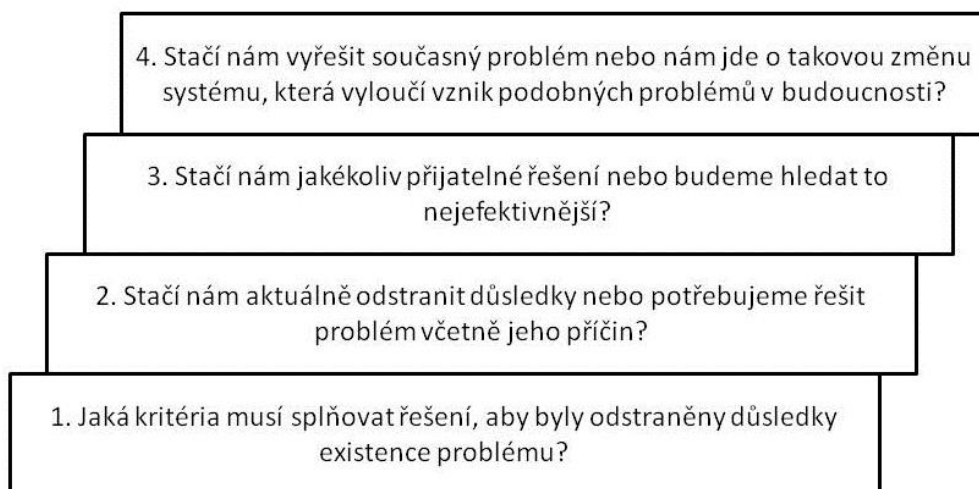 4. Stačí nám vyřešit současný problém nebo nám jde o takovou změnu
systému, která vyloučí vznik podobných problémů v budoucnosti?
3. Stačí nám jakékoliv přijatelné řešení nebo budeme hledat to
nejefektivnější?
2. Stačí nám aktuálně odstranit důsledky nebo potřebujeme řešit
problém včetně jeho příčin?
1. Jaká kritéria musí splňovat řešení, aby byly odstraněny důsledky
existence problému?